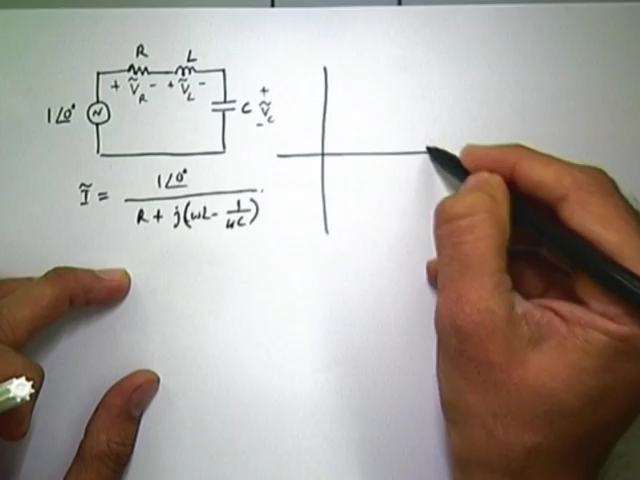 R L
+ Ṽ_R - + Ṽ_L -
1∠0° ~ C + Ṽ_c -
Ĩ = 1∠0° / R + j(ωL - 1/ωC)